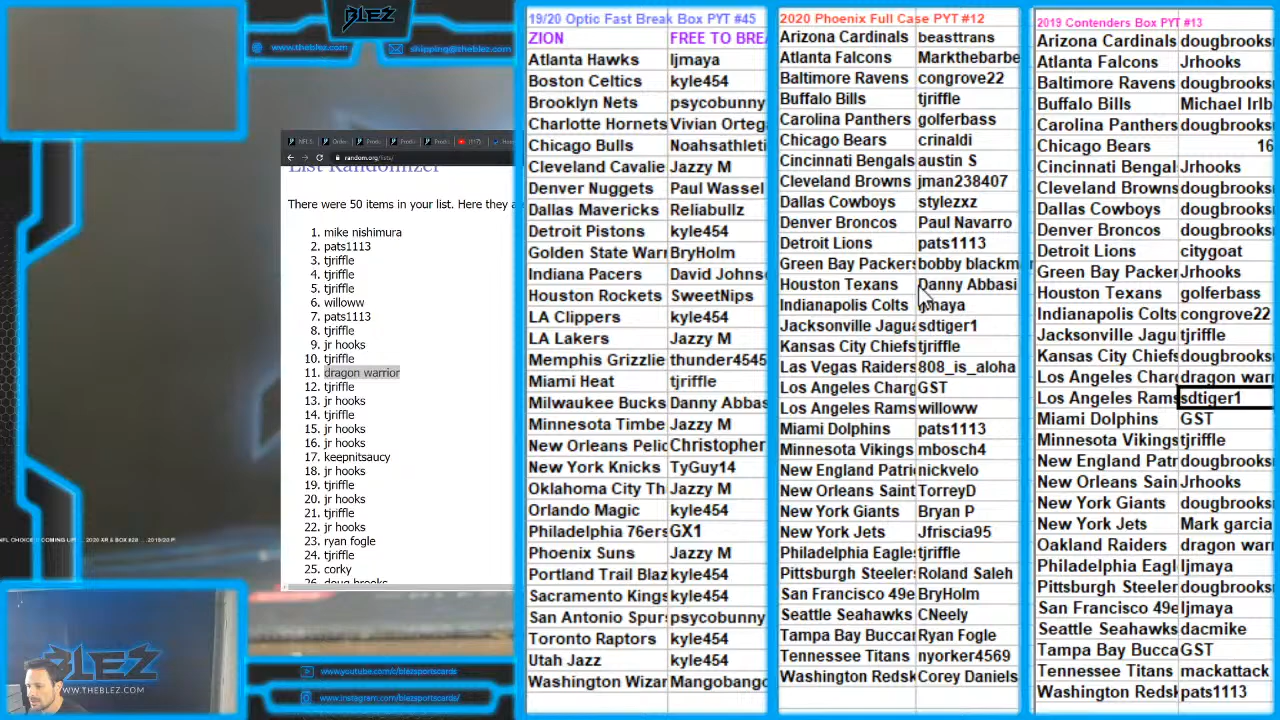 BLEZ
www.theblez.com
shipping@theblez.com
random.org/lists/
List Randomizer
There were 50 items in your list. Here they a
1. mike nishimura
2. pats1113
3. tjriffle
4. tjriffle
5. tjriffle
6. willoww
7. pats1113
8. tjriffle
9. jr hooks
10. tjriffle
11. dragon warrior
12. tjriffle
13. jr hooks
14. tjriffle
15. jr hooks
16. jr hooks
17. keepnitsaucy
18. jr hooks
19. tjriffle
20. jr hooks
21. tjriffle
22. jr hooks
23. ryan fogle
24. tjriffle
25. corky
26. doug brooks
BLEZ
WWW.THEBLEZ.COM
www.youtube.com/c/blezsportscards
www.instagram.com/blezsportscards/
19/20 Optic Fast Break Box PYT #45
ZION FREE TO BREA
Atlanta Hawks ljmaya
Boston Celtics kyle454
Brooklyn Nets psycobunny
Charlotte Hornets Vivian Orteg
Chicago Bulls Noahsathleti
Cleveland Cavalie Jazzy M
Denver Nuggets Paul Wassel
Dallas Mavericks Reliabullz
Detroit Pistons kyle454
Golden State Warr BryHolm
Indiana Pacers David Johns
Houston Rockets SweetNips
LA Clippers kyle454
LA Lakers Jazzy M
Memphis Grizzlie thunder4545
Miami Heat tjriffle
Milwaukee Bucks Danny Abbas
Minnesota Timbe Jazzy M
New Orleans Pelic Christopher
New York Knicks TyGuy14
Oklahoma City Th Jazzy M
Orlando Magic kyle454
Philadelphia 76ers GX1
Phoenix Suns Jazzy M
Portland Trail Blaz kyle454
Sacramento Kings kyle454
San Antonio Spurs psycobunny
Toronto Raptors kyle454
Utah Jazz kyle454
Washington Wizar Mangobango
2020 Phoenix Full Case PYT #12
Arizona Cardinals beasttrans
Atlanta Falcons Markthebarbe
Baltimore Ravens congrove22
Buffalo Bills tjriffle
Carolina Panthers golferbass
Chicago Bears crinaldi
Cincinnati Bengals austin S
Cleveland Browns jman238407
Dallas Cowboys stylezxz
Denver Broncos Paul Navarro
Detroit Lions pats1113
Green Bay Packers bobby blackm
Houston Texans Danny Abbasi
Indianapolis Colts ljmaya
Jacksonville Jagua sdtiger1
Kansas City Chiefs tjriffle
Las Vegas Raiders 808_is_aloha
Los Angeles Charg GST
Los Angeles Rams willoww
Miami Dolphins pats1113
Minnesota Vikings mbosch4
New England Patri nickvelo
New Orleans Saint TorreyD
New York Giants Bryan P
New York Jets Jfriscia95
Philadelphia Eagle tjriffle
Pittsburgh Steelers Roland Saleh
San Francisco 49e BryHolm
Seattle Seahawks CNeely
Tampa Bay Buccar Ryan Fogle
Tennessee Titans nyorker4569
Washington Redsk Corey Daniels
2019 Contenders Box PYT #13
Arizona Cardinals dougbrooks
Atlanta Falcons Jrhooks
Baltimore Ravens dougbrooks
Buffalo Bills Michael Irlb
Carolina Panthers dougbrooks
Chicago Bears 16
Cincinnati Bengal Jrhooks
Cleveland Browns dougbrooks
Dallas Cowboys dougbrooks
Denver Broncos dougbrooks
Detroit Lions citygoat
Green Bay Packer Jrhooks
Houston Texans golferbass
Indianapolis Colts congrove22
Jacksonville Jagu tjriffle
Kansas City Chiefs dougbrooks
Los Angeles Char dragon warr
Los Angeles Rams sdtiger1
Miami Dolphins GST
Minnesota Vikings tjriffle
New England Patr dougbrooks
New Orleans Sain Jrhooks
New York Giants dougbrooks
New York Jets Mark garcia
Oakland Raiders dragon warr
Philadelphia Eagl ljmaya
Pittsburgh Steeler dougbrooks
San Francisco 49e ljmaya
Seattle Seahawks dacmike
Tampa Bay Bucca GST
Tennessee Titans mackattack
Washington Redsk pats1113